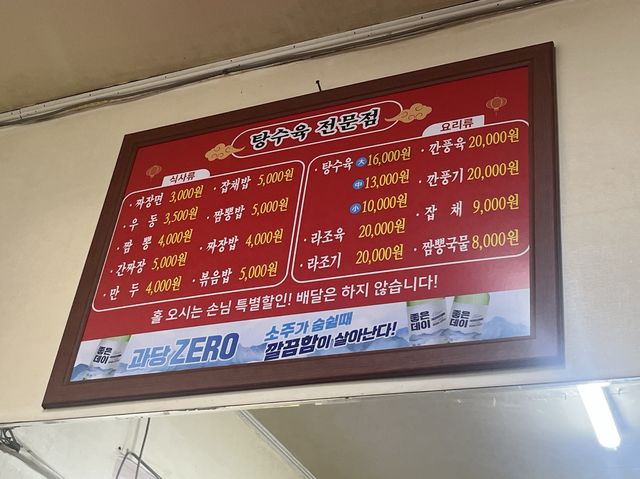 탕수육 전문점
식사류
· 짜장면 3,000원
· 우동 3,500원
· 짬뽕 4,000원
· 간짜장 5,000원
· 만두 4,000원
· 잡채밥 5,000원
· 짬뽕밥 5,000원
· 짜장밥 4,000원
· 볶음밥 5,000원
요리류
· 탕수육 大 16,000원
中 13,000원
小 10,000원
· 라조육 20,000원
· 라조기 20,000원
· 깐풍육 20,000원
· 깐풍기 20,000원
· 잡채 9,000원
· 짬뽕국물 8,000원
홀 오시는 손님 특별할인! 배달은 하지 않습니다!
좋은
데이
과당 ZERO
소주가 숨쉴때
깔끔함이 살아난다!
좋은
데이